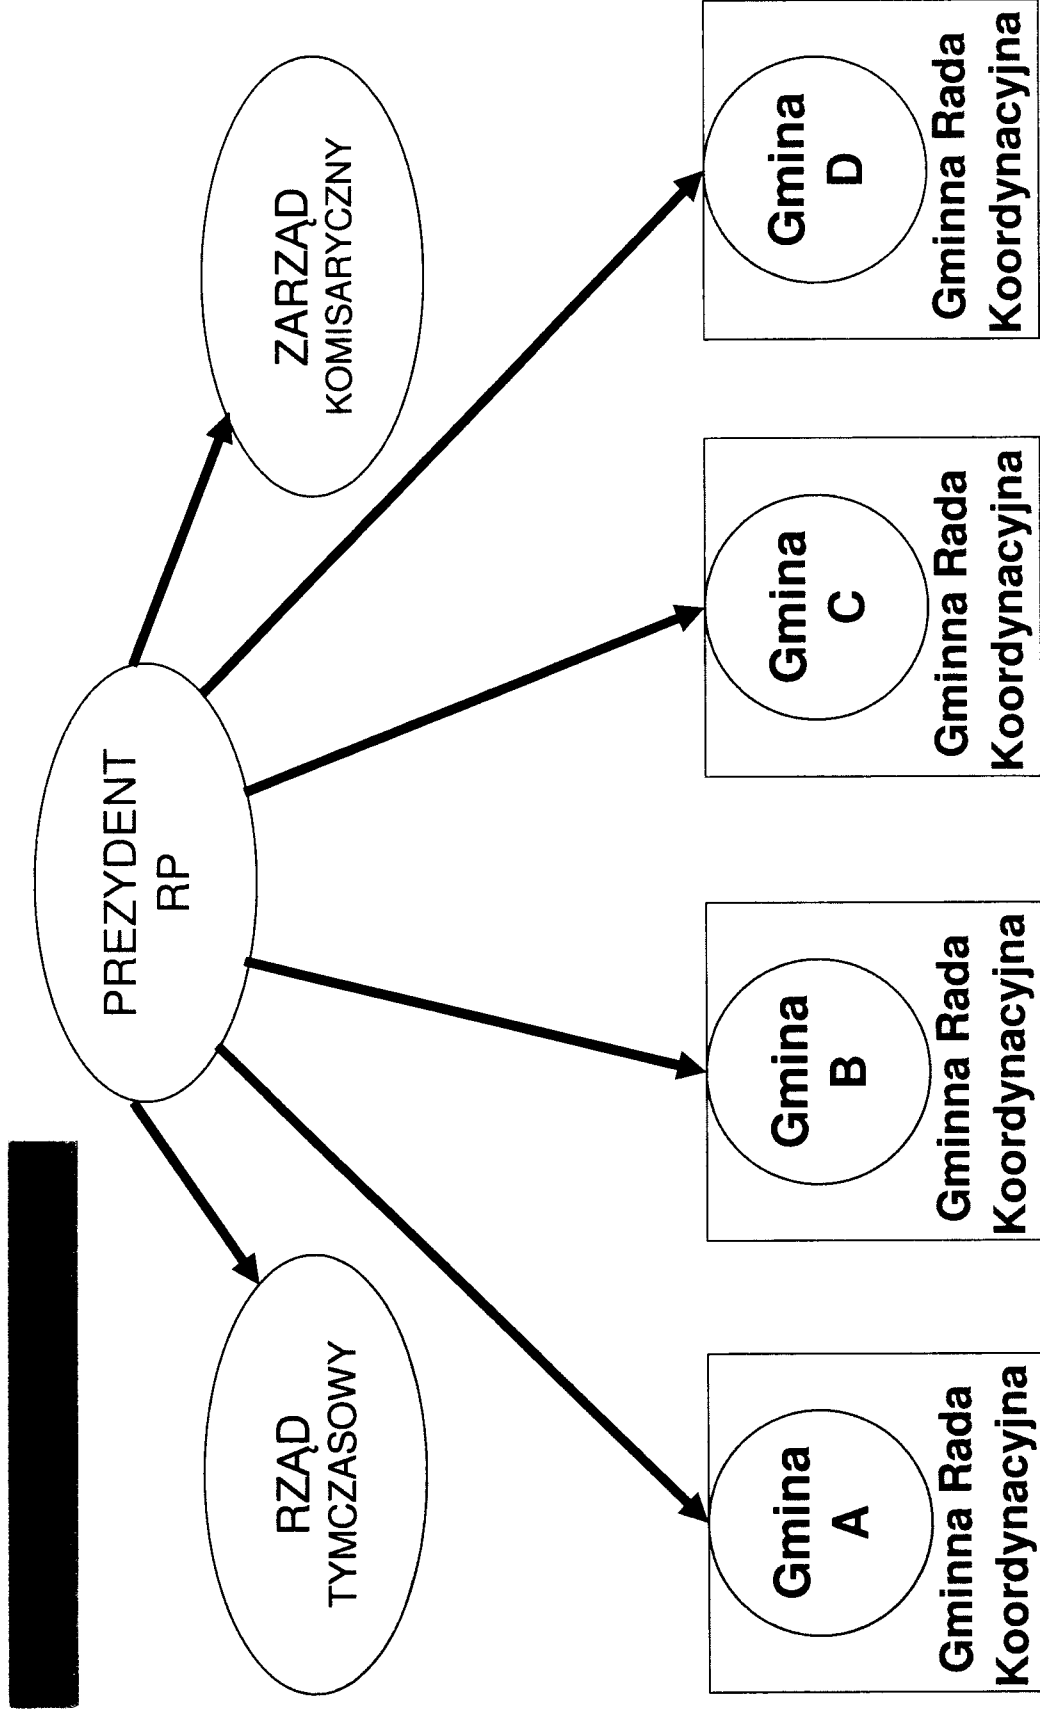 PREZYDENT
RP
RZĄD
TYMCZASOWY
ZARZĄD
KOMISARYCZNY
Gmina
A
Gminna Rada
Koordynacyjna
Gmina
B
Gminna Rada
Koordynacyjna
Gmina
C
Gminna Rada
Koordynacyjna
Gmina
D
Gminna Rada
Koordynacyjna